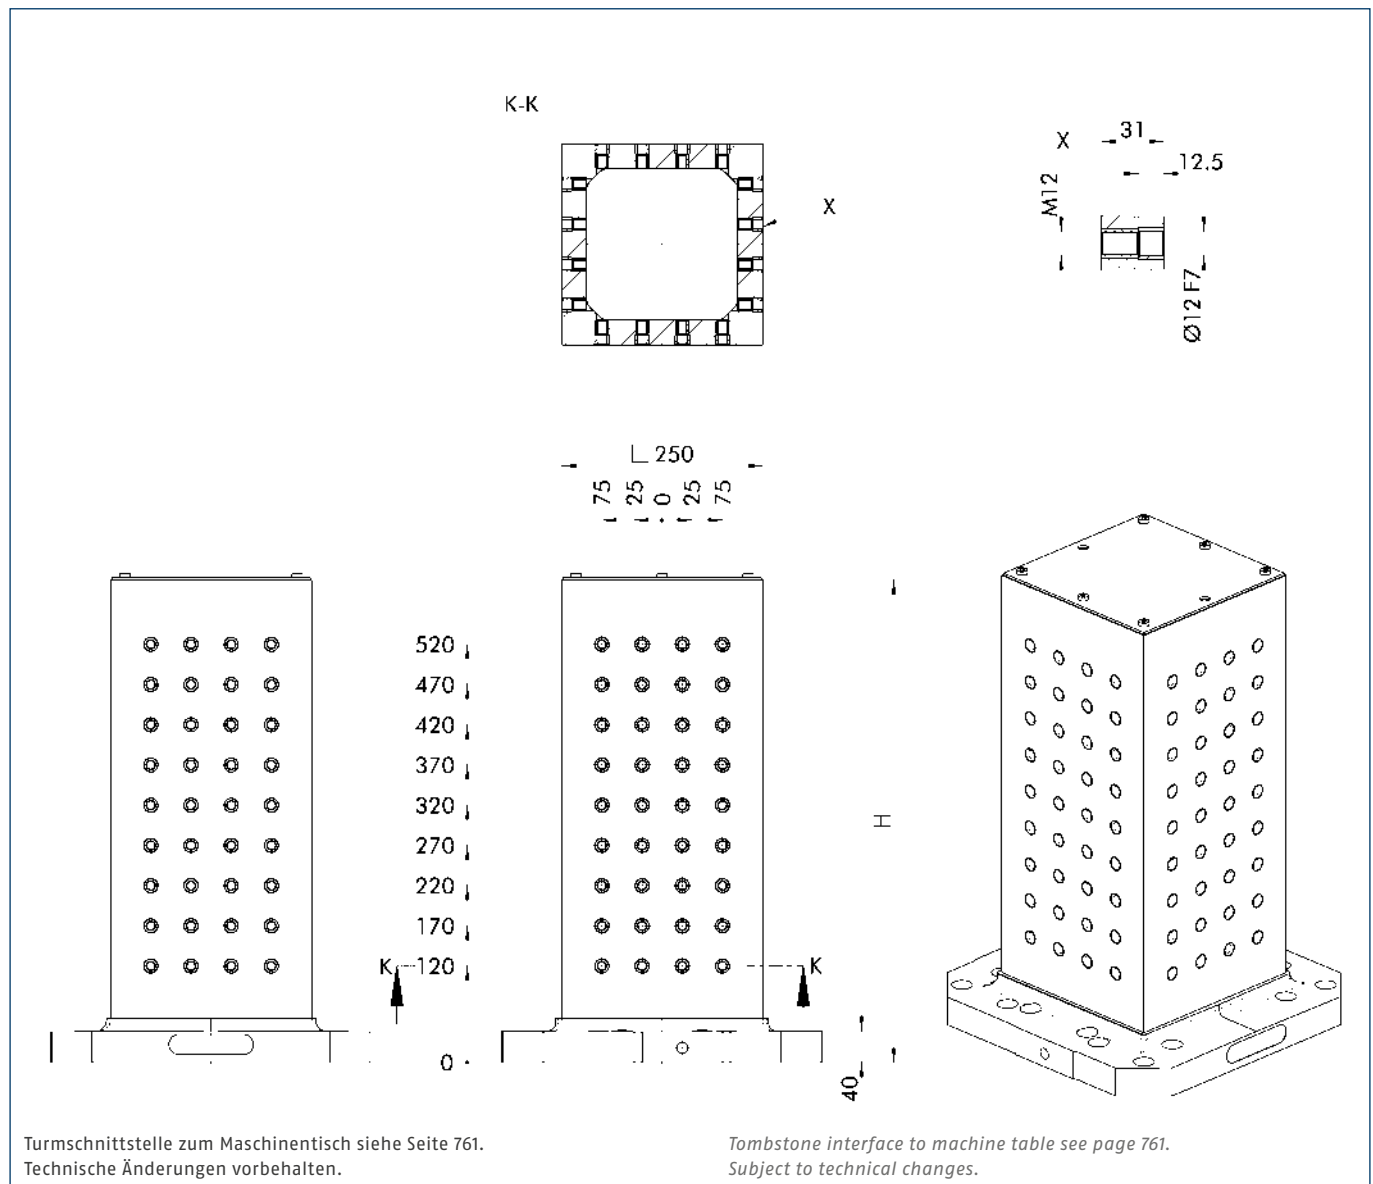 K-K
X
31
12.5
M12
Ø12 F7
X
∟ 250
75 25 0 25 75
520
470
420
370
320
270
220
170
K 120 K
0
40
H
Turmschnittstelle zum Maschinentisch siehe Seite 761.
Technische Änderungen vorbehalten.
Tombstone interface to machine table see page 761.
Subject to technical changes.